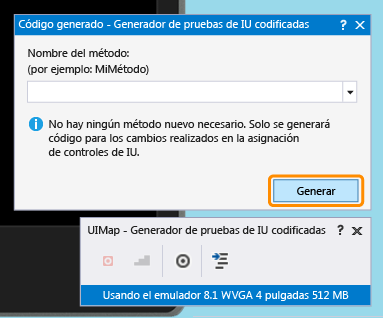 Código generado - Generador de pruebas de IU codificadas
Nombre del método:
(por ejemplo: MiMétodo)
No hay ningún método nuevo necesario. Solo se generará
código para los cambios realizados en la asignación
de controles de IU.
Generar
UIMap - Generador de pruebas de IU codificadas
Usando el emulador 8.1 WVGA 4 pulgadas 512 MB